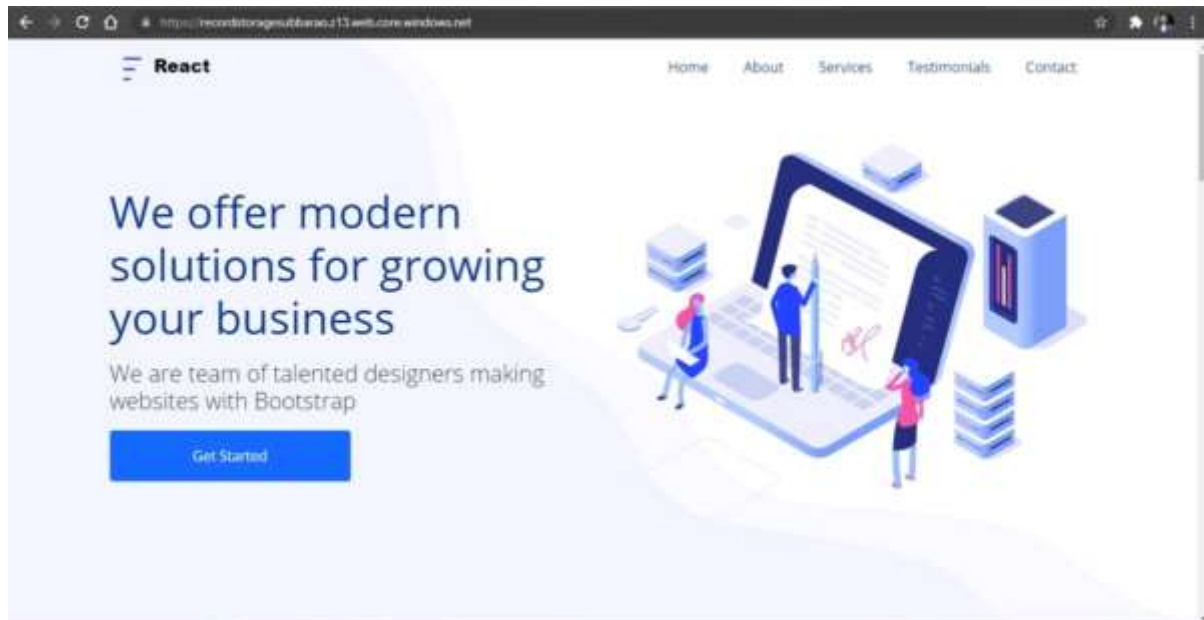 React
Home About Services Testimonials Contact
We offer modern
solutions for growing
your business
We are team of talented designers making
websites with Bootstrap
Get Started